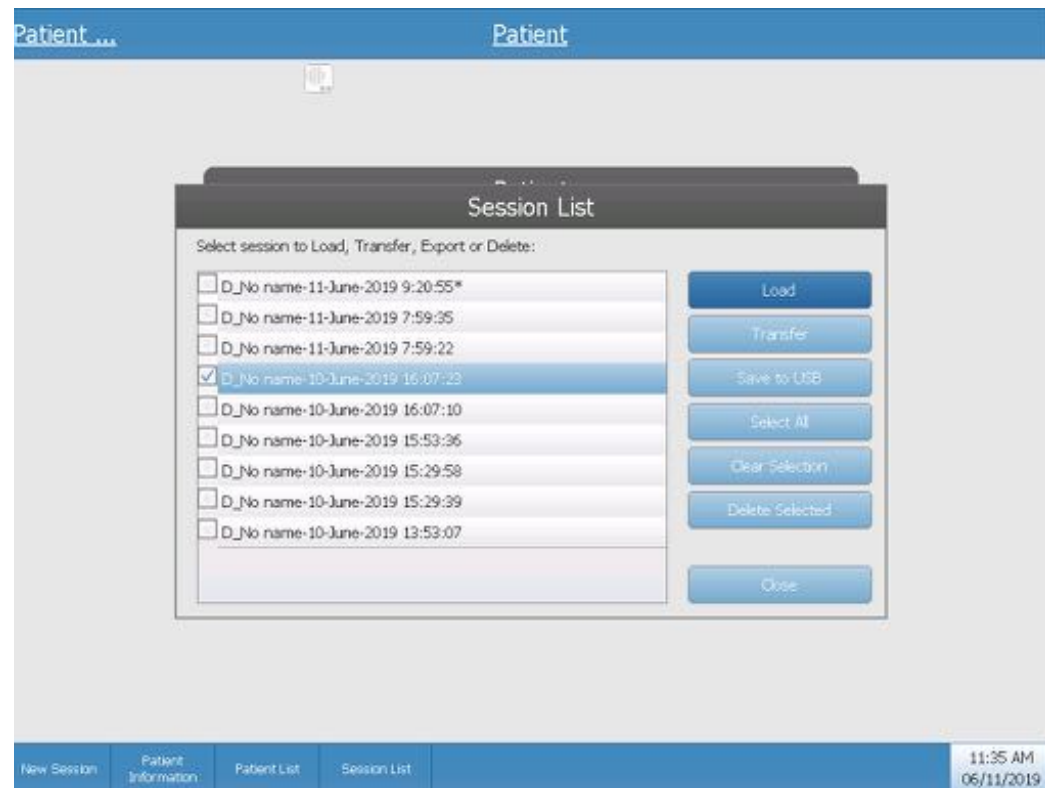 Patient ...
Patient
Session List
Select session to Load, Transfer, Export or Delete:
D_No name-11-June-2019 9:20:55*
D_No name-11-June-2019 7:59:35
D_No name-11-June-2019 7:59:22
D_No name-10-June-2019 16:07:23
D_No name-10-June-2019 16:07:10
D_No name-10-June-2019 15:53:36
D_No name-10-June-2019 15:29:58
D_No name-10-June-2019 15:29:39
D_No name-10-June-2019 13:53:07
Load
Transfer
Save to USB
Select All
Clear Selection
Delete Selected
Close
New Session
Patient
Information
Patient List
Session List
11:35 AM
06/11/2019